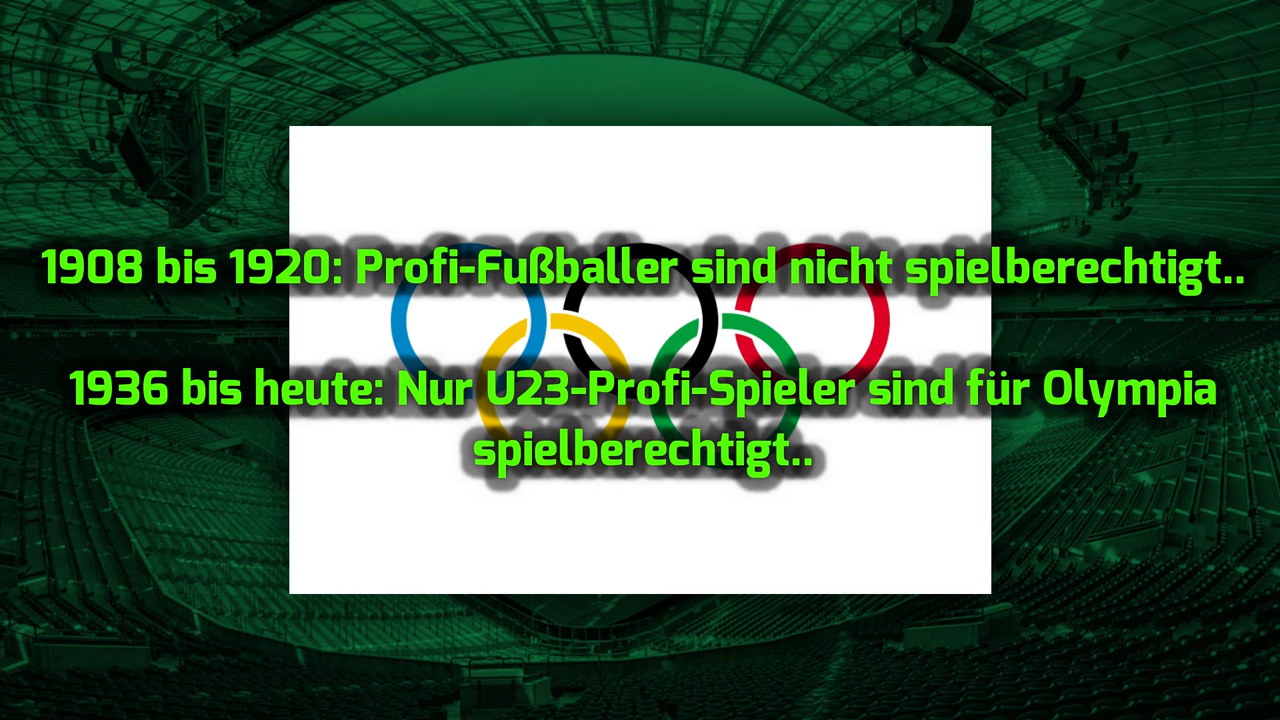 1908 bis 1920: Profi-Fußballer sind nicht spielberechtigt..
1936 bis heute: Nur U23-Profi-Spieler sind für Olympia
spielberechtigt..